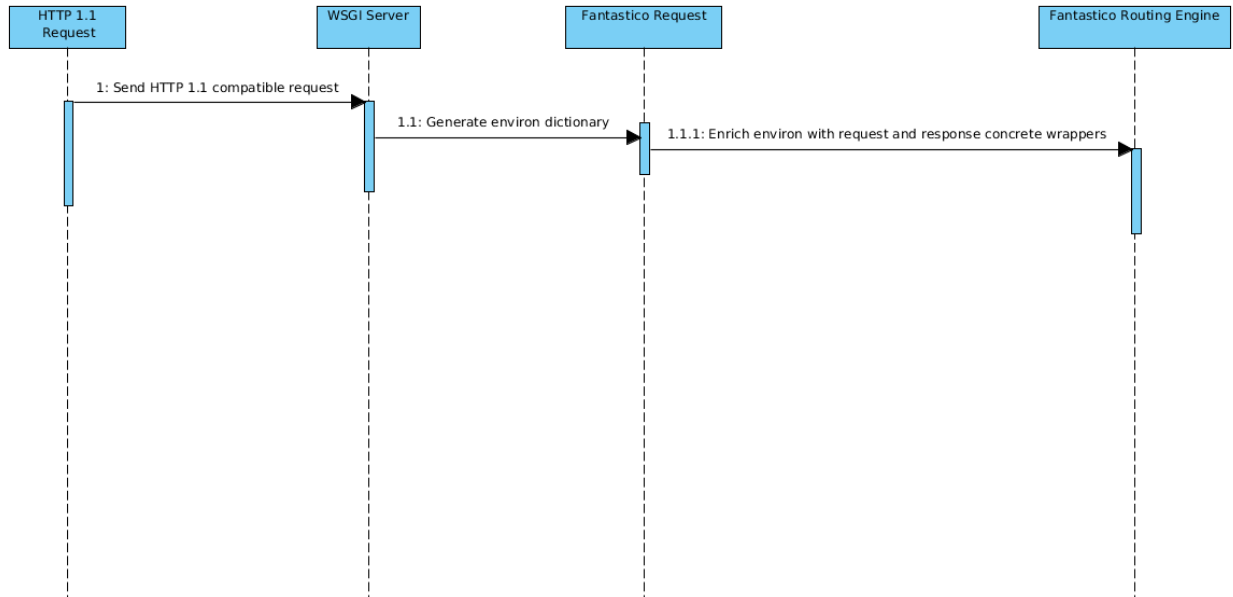 HTTP 1.1
Request
WSGI Server
Fantastico Request
Fantastico Routing Engine
1: Send HTTP 1.1 compatible request
1.1: Generate environ dictionary
1.1.1: Enrich environ with request and response concrete wrappers